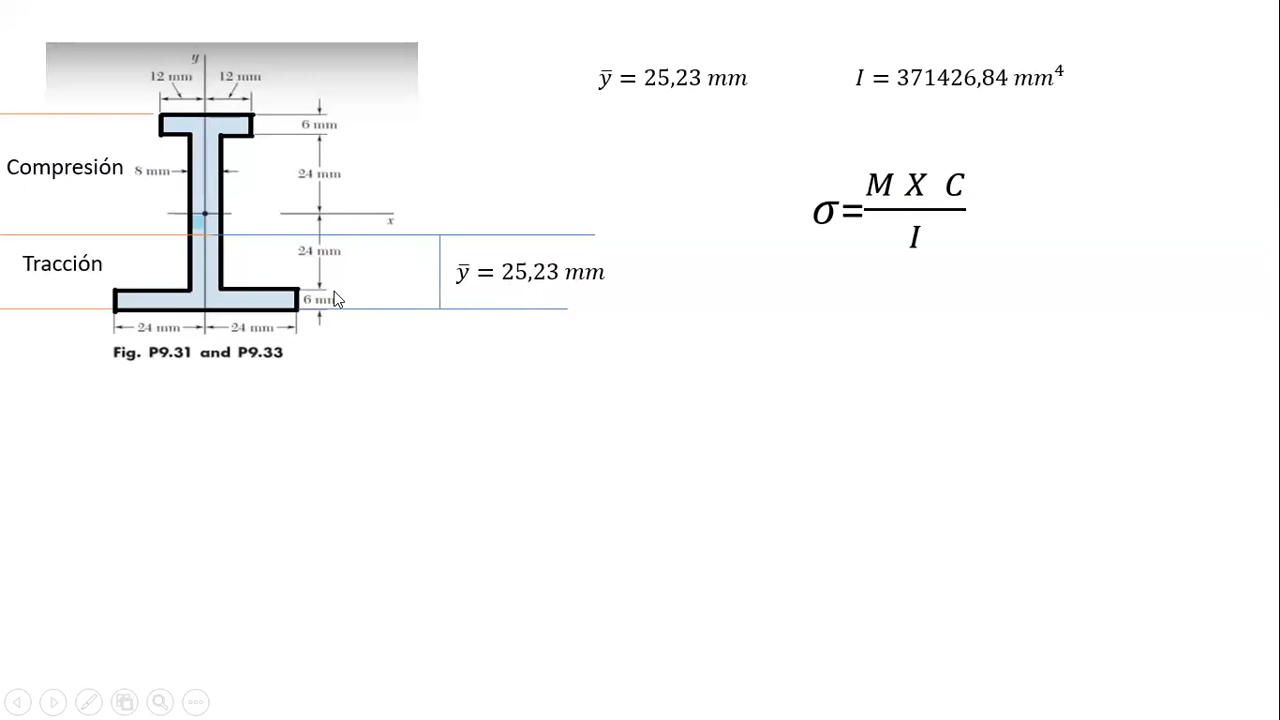 y
12 mm 12 mm
ȳ = 25,23 mm I = 371426,84 mm⁴
6 mm
Compresión 8 mm 24 mm
σ=M X C
I
x
24 mm
Tracción
ȳ = 25,23 mm
6 mm
24 mm 24 mm
Fig. P9.31 and P9.33